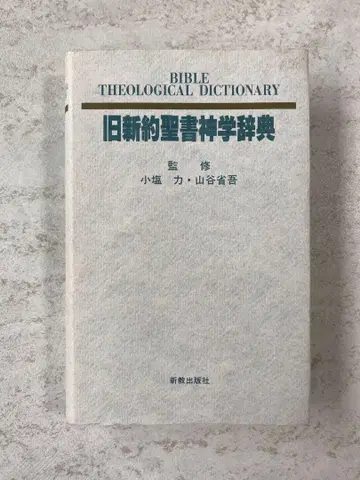 BIBLE
THEOLOGICAL DICTIONARY
旧新約聖書神学辞典
監 修
小塩 力・山谷省吾
新教出版社